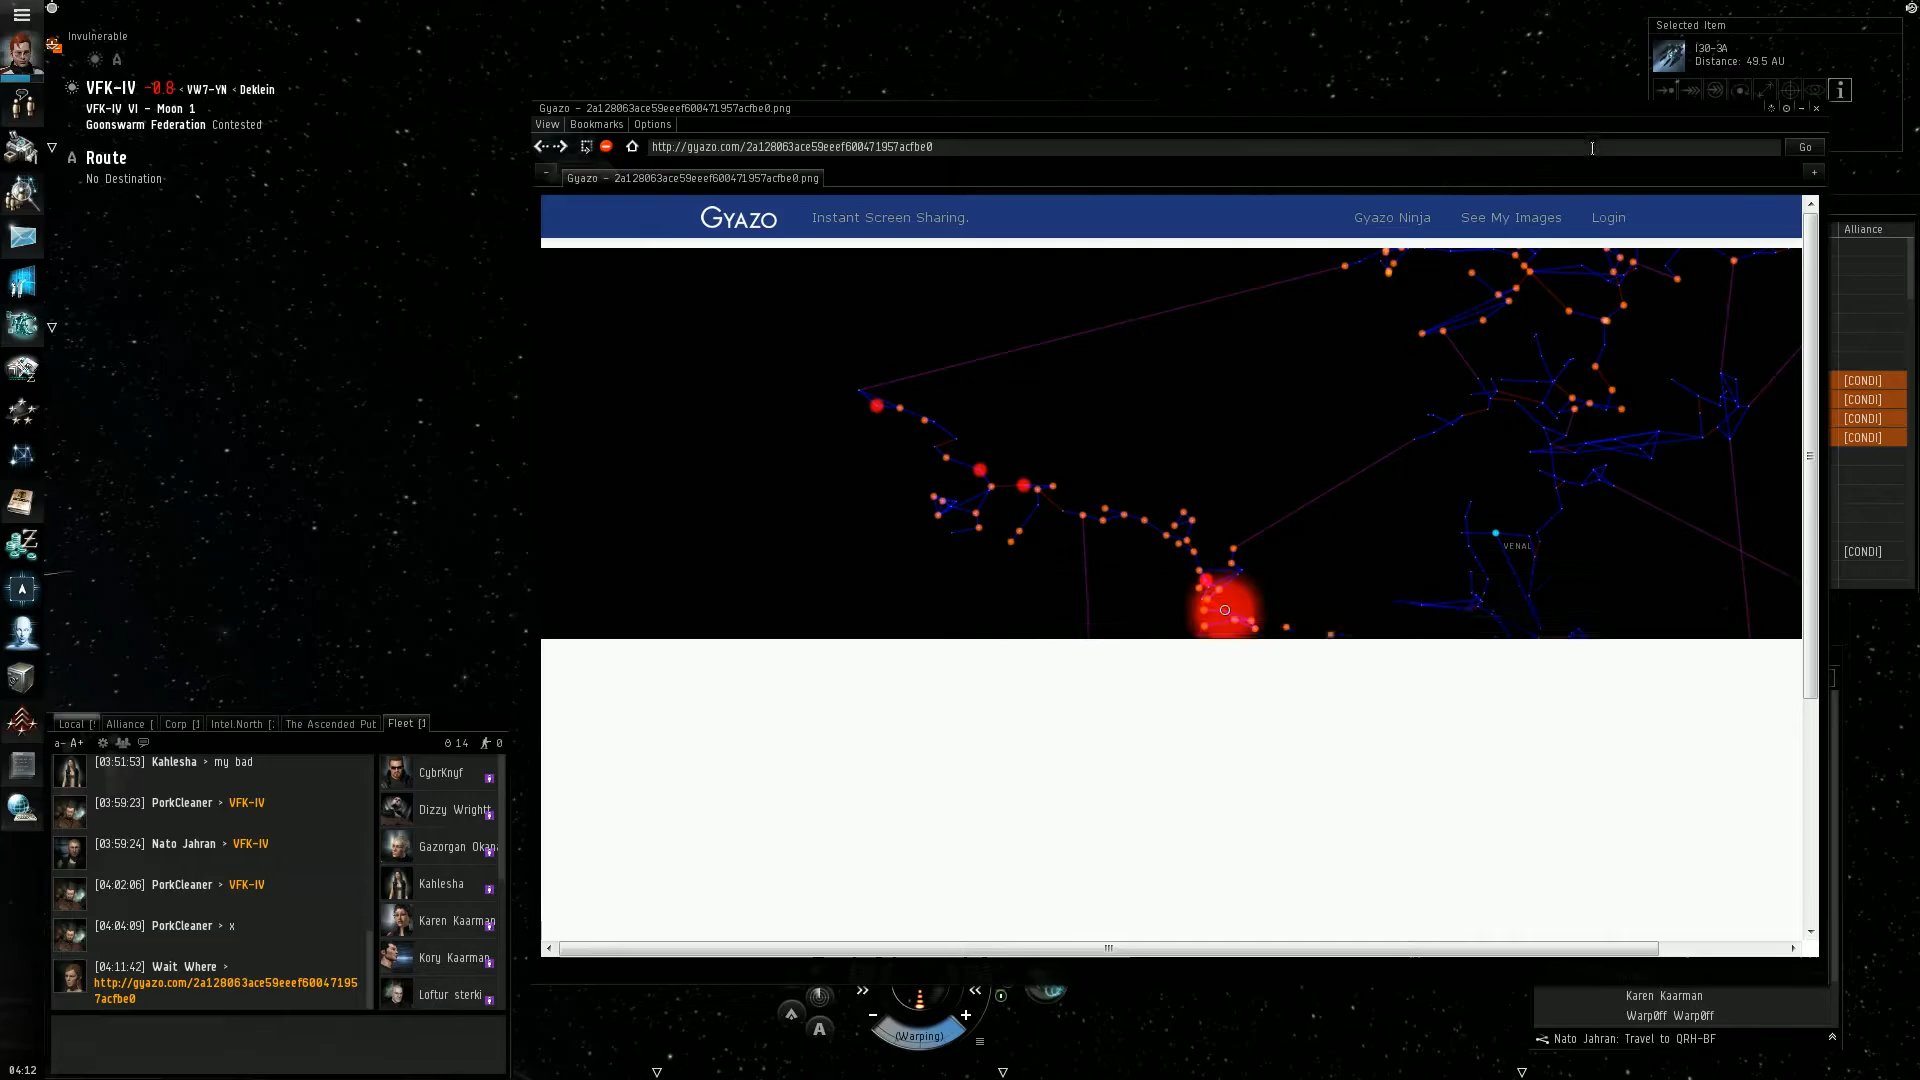 Invulnerable
A
VFK-IV -0.8 < VW7-YN < Deklein
VFK-IV VI - Moon 1
Goonswarm Federation Contested
A Route
No Destination
Selected Item
I30-3A
Distance: 49.5 AU
Gyazo - 2a128063ace59eeef600471957acfbe0.png
View Bookmarks Options
http://gyazo.com/2a128063ace59eeef600471957acfbe0
Go
Gyazo - 2a128063ace59eeef600471957acfbe0.png
GYAZO
Instant Screen Sharing.
Gyazo Ninja
See My Images
Login
Alliance
[CONDI]
[CONDI]
[CONDI]
[CONDI]
[CONDI]
VENAL
Local [
Alliance [
Corp [1
Intel.North [
The Ascended Pub
Fleet [1
a- A+
14
0
[03:51:53] Kahlesha > my bad
[03:59:23] PorkCleaner > VFK-IV
[03:59:24] Nato Jahran > VFK-IV
[04:02:06] PorkCleaner > VFK-IV
[04:04:09] PorkCleaner > x
[04:11:42] Wait Where >
http://gyazo.com/2a128063ace59eeef60047195
7acfbe0
CybrKnyf
Dizzy Wrightt
Gazorgan Okan
Kahlesha
Karen Kaarman
Kory Kaarman
Loftur sterki
A
(Warping)
Karen Kaarman
Warp0ff Warp0ff
Nato Jahran: Travel to QRH-BF
04:12